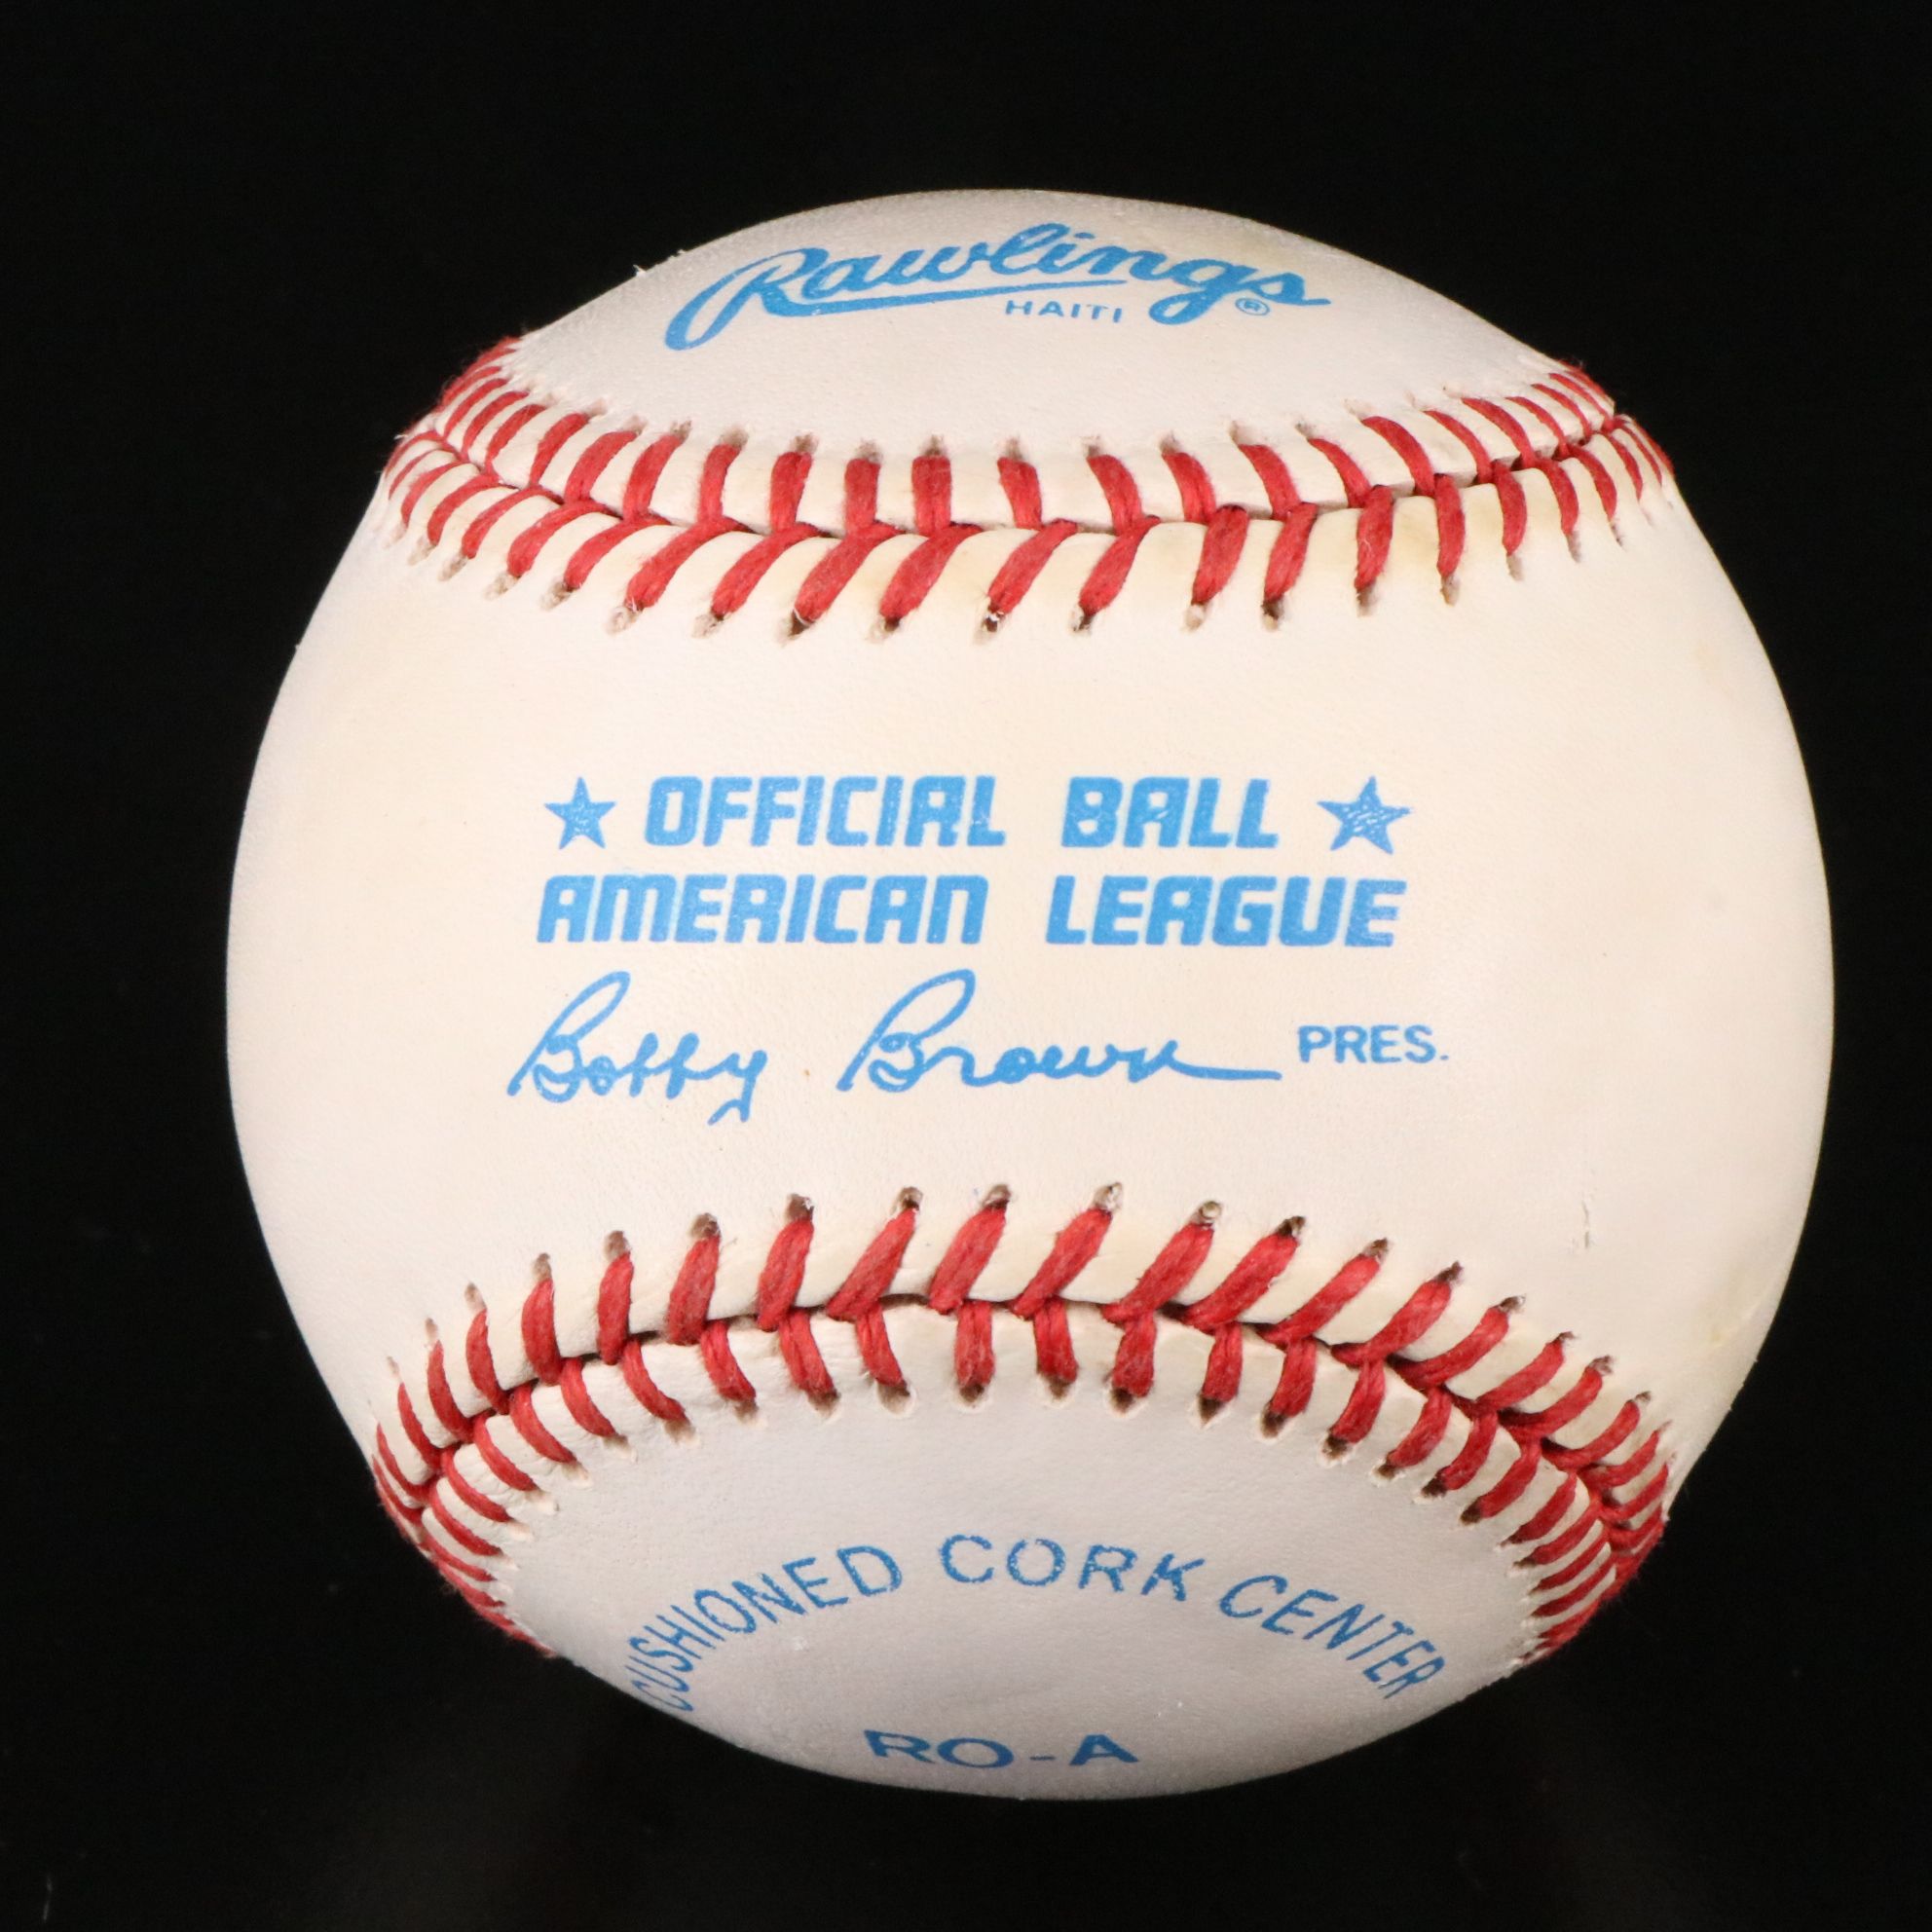 Rawlings ®
HAITI
★ OFFICIAL BALL ★
AMERICAN LEAGUE
Bobby Brown PRES.
CUSHIONED CORK CENTER
RO-A